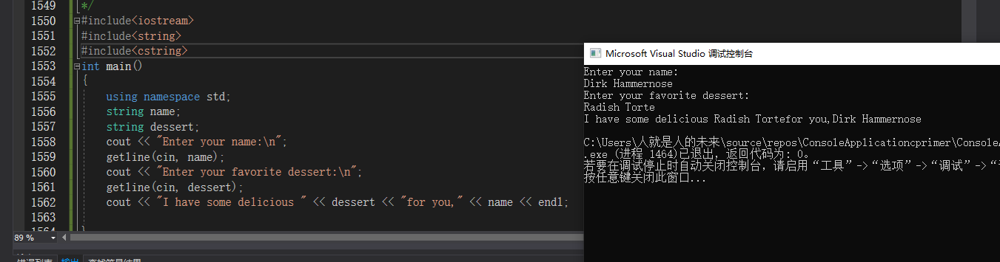 1549 */
1550 #include<iostream>
1551 #include<string>
1552 #include<cstring>
1553 int main()
1554 {
1555 using namespace std;
1556 string name;
1557 string dessert;
1558 cout << "Enter your name:\n";
1559 getline(cin, name);
1560 cout << "Enter your favorite dessert:\n";
1561 getline(cin, dessert);
1562 cout << "I have some delicious " << dessert << "for you," << name << endl;
1563
1564 }
89 %
输出
Microsoft Visual Studio 调试控制台
Enter your name:
Dirk Hammernose
Enter your favorite dessert:
Radish Torte
I have some delicious Radish Tortefor you,Dirk Hammernose
C:\Users\人就是人的未来\source\repos\ConsoleApplicationcprimer\Console
.exe (进程 1464)已退出,返回代码为: 0。
若要在调试停止时自动关闭控制台,请启用“工具”->“选项”->“调试”->“
按任意键关闭此窗口...